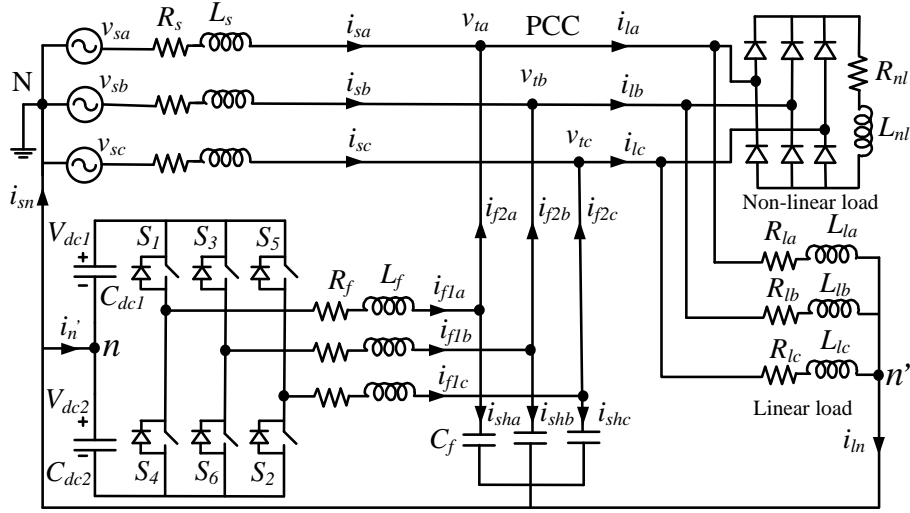 v_sa R_s L_s i_sa v_ta PCC i_la
N v_sb i_sb v_tb i_lb R_nl
v_sc i_sc v_tc i_lc L_nl
Non-linear load
i_sn i_f2a i_f2b i_f2c
V_dc1 + − C_dc1 S_1 S_3 S_5 R_la L_la
R_f L_f i_f1a R_lb L_lb
i_n' n i_f1b R_lc L_lc n'
V_dc2 + − C_dc2 i_f1c Linear load
S_4 S_6 S_2 C_f i_sha i_shb i_shc i_ln